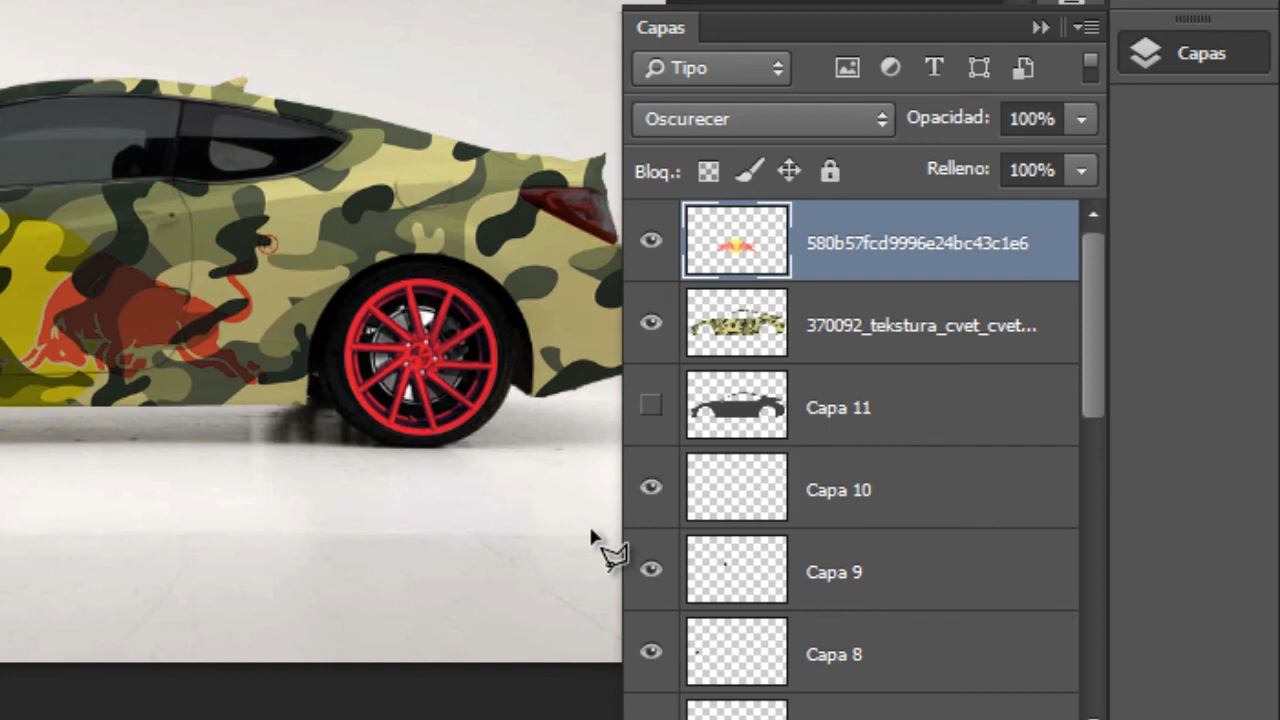 Capas
Capas
Tipo
T
Oscurecer
Opacidad: 100%
Bloq.:
Relleno: 100%
580b57fcd9996e24bc43c1e6
370092_tekstura_cvet_cvet...
Capa 11
Capa 10
Capa 9
Capa 8